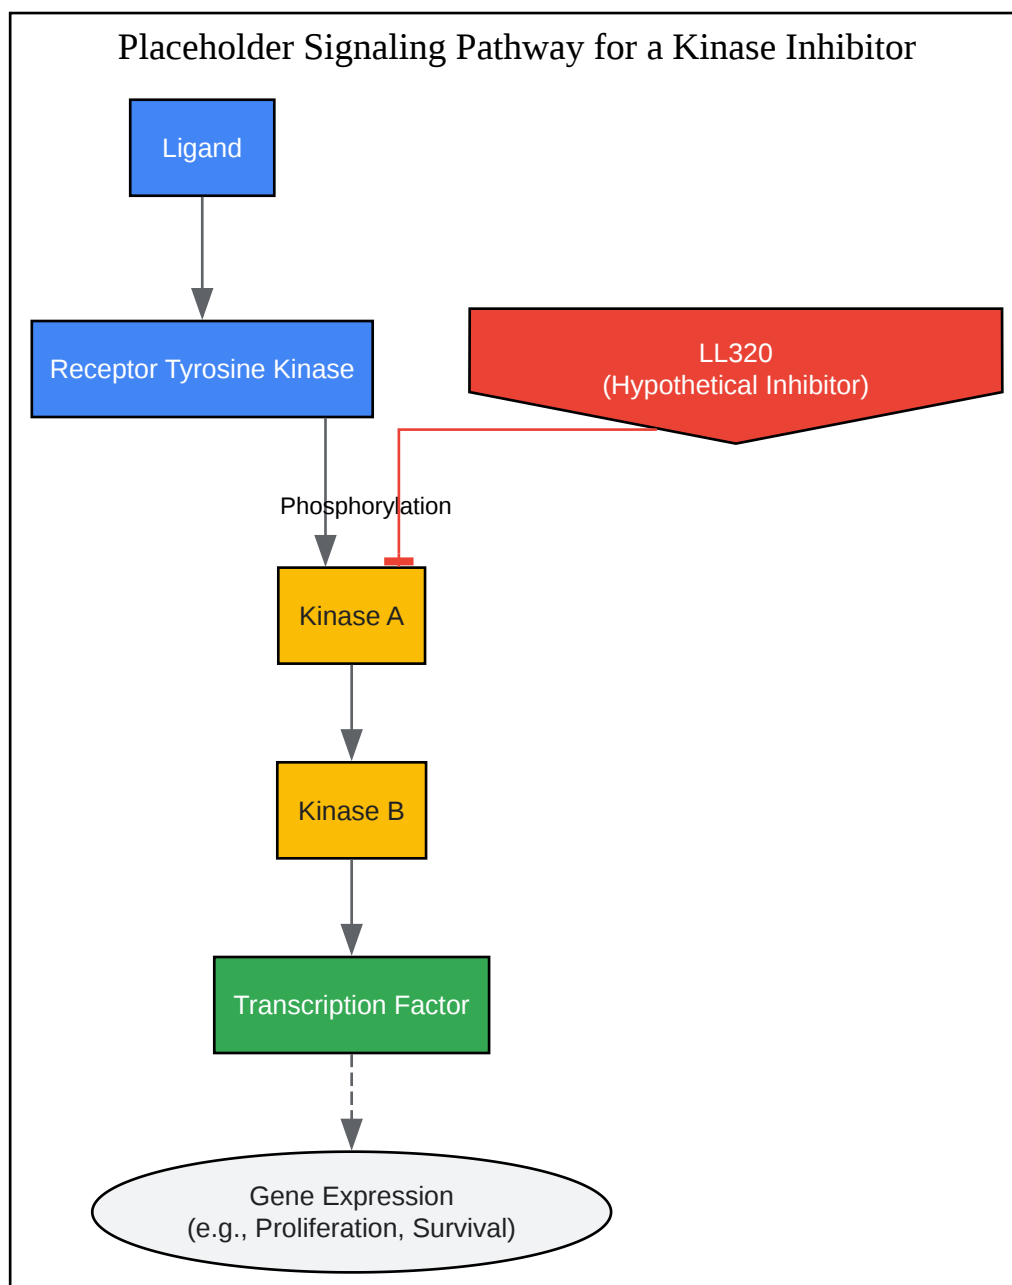 Placeholder Signaling Pathway for a Kinase Inhibitor
Ligand
Receptor Tyrosine Kinase
LL320
(Hypothetical Inhibitor)
Phosphorylation
Kinase A
Kinase B
Transcription Factor
Gene Expression
(e.g., Proliferation, Survival)